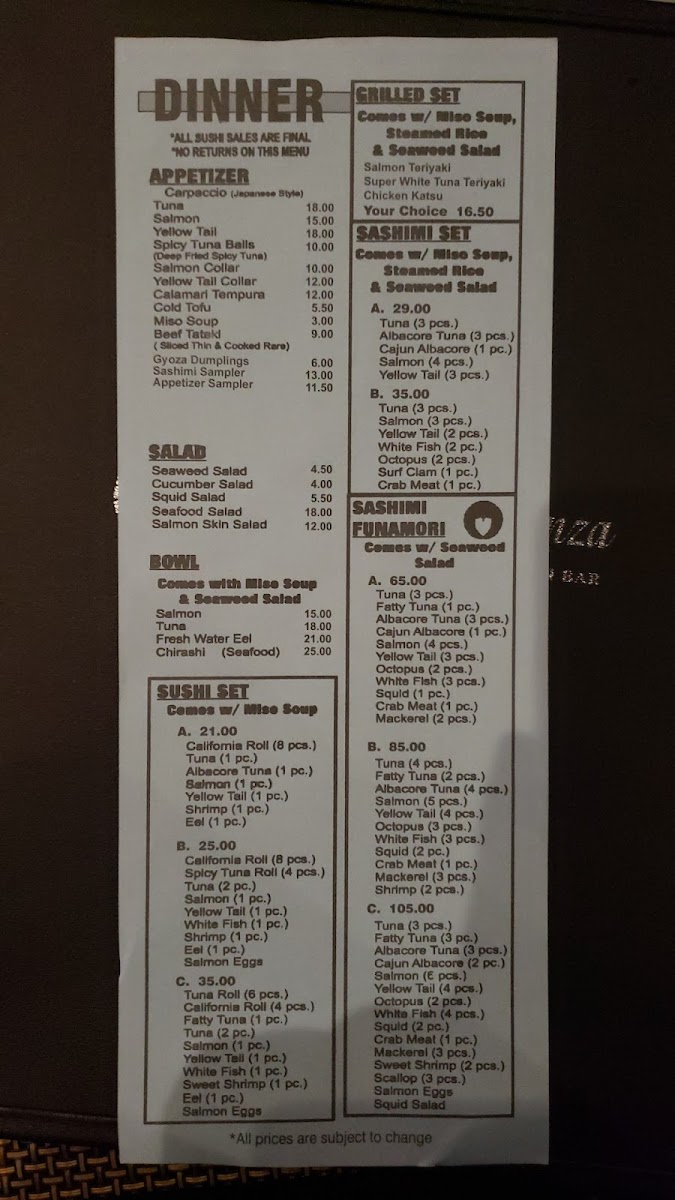 DINNER
*ALL SUSHI SALES ARE FINAL
*NO RETURNS ON THIS MENU
APPETIZER
Carpaccio (Japanese Style)
Tuna 18.00
Salmon 15.00
Yellow Tail 18.00
Spicy Tuna Balls 10.00
(Deep Fried Spicy Tuna)
Salmon Collar 10.00
Yellow Tail Collar 12.00
Calamari Tempura 12.00
Cold Tofu 5.50
Miso Soup 3.00
Beef Tataki 9.00
( Sliced Thin & Cooked Rare)
Gyoza Dumplings 6.00
Sashimi Sampler 13.00
Appetizer Sampler 11.50
SALAD
Seaweed Salad 4.50
Cucumber Salad 4.00
Squid Salad 5.50
Seafood Salad 18.00
Salmon Skin Salad 12.00
BOWL
Comes with Miso Soup
& Seaweed Salad
Salmon 15.00
Tuna 18.00
Fresh Water Eel 21.00
Chirashi (Seafood) 25.00
SUSHI SET
Comes w/ Miso Soup
A. 21.00
California Roll (8 pcs.)
Tuna (1 pc.)
Albacore Tuna (1 pc.)
Salmon (1 pc.)
Yellow Tail (1 pc.)
Shrimp (1 pc.)
Eel (1 pc.)
B. 25.00
California Roll (8 pcs.)
Spicy Tuna Roll (4 pcs.)
Tuna (2 pc.)
Salmon (1 pc.)
Yellow Tail (1 pc.)
White Fish (1 pc.)
Shrimp (1 pc.)
Eel (1 pc.)
Salmon Eggs
C. 35.00
Tuna Roll (6 pcs.)
California Roll (4 pcs.)
Fatty Tuna (1 pc.)
Tuna (2 pc.)
Salmon (1 pc.)
Yellow Tail (1 pc.)
White Fish (1 pc.)
Sweet Shrimp (1 pc.)
Eel (1 pc.)
Salmon Eggs
GRILLED SET
Comes w/ Miso Soup,
Steamed Rice
& Seaweed Salad
Salmon Teriyaki
Super White Tuna Teriyaki
Chicken Katsu
Your Choice 16.50
SASHIMI SET
Comes w/ Miso Soup,
Steamed Rice
& Seaweed Salad
A. 29.00
Tuna (3 pcs.)
Albacore Tuna (3 pcs.)
Cajun Albacore (1 pc.)
Salmon (4 pcs.)
Yellow Tail (3 pcs.)
B. 35.00
Tuna (3 pcs.)
Salmon (3 pcs.)
Yellow Tail (2 pcs.)
White Fish (2 pcs.)
Octopus (2 pcs.)
Surf Clam (1 pc.)
Crab Meat (1 pc.)
SASHIMI
FUNAMORI
Comes w/ Seaweed
Salad
A. 65.00
Tuna (3 pcs.)
Fatty Tuna (1 pc.)
Albacore Tuna (3 pcs.)
Cajun Albacore (1 pc.)
Salmon (4 pc.)
Yellow Tail (3 pcs.)
Octopus (2 pcs.)
White Fish (3 pcs.)
Squid (1 pc.)
Crab Meat (1 pc.)
Mackerel (2 pcs.)
B. 85.00
Tuna (4 pcs.)
Fatty Tuna (2 pcs.)
Albacore Tuna (4 pcs.)
Salmon (5 pcs.)
Yellow Tail (4 pcs.)
Octopus (3 pcs.)
White Fish (3 pcs.)
Squid (2 pc.)
Crab Meat (1 pc.)
Mackerel (3 pcs.)
Shrimp (2 pcs.)
C. 105.00
Tuna (3 pcs.)
Fatty Tuna (3 pc.)
Albacore Tuna (3 pcs.)
Cajun Albacore (2 pc.)
Salmon (6 pcs.)
Yellow Tail (4 pcs.)
Octopus (2 pcs.)
White Fish (4 pcs.)
Squid (2 pc.)
Crab Meat (1 pc.)
Mackerel (3 pcs.)
Sweet Shrimp (2 pcs.)
Scallop (3 pcs.)
Salmon Eggs
Squid Salad
*All prices are subject to change
nza
BAR